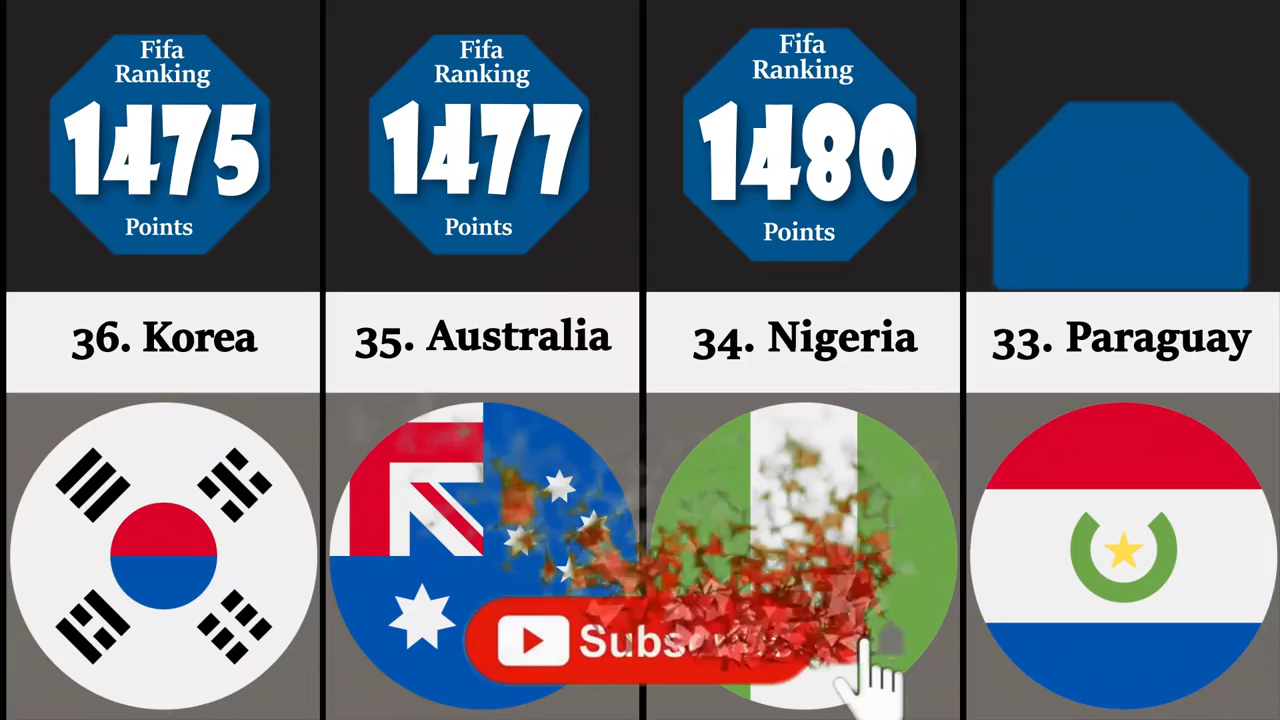 Fifa
Ranking
1475
Points
Fifa
Ranking
1477
Points
Fifa
Ranking
1480
Points
36. Korea
35. Australia
34. Nigeria
33. Paraguay